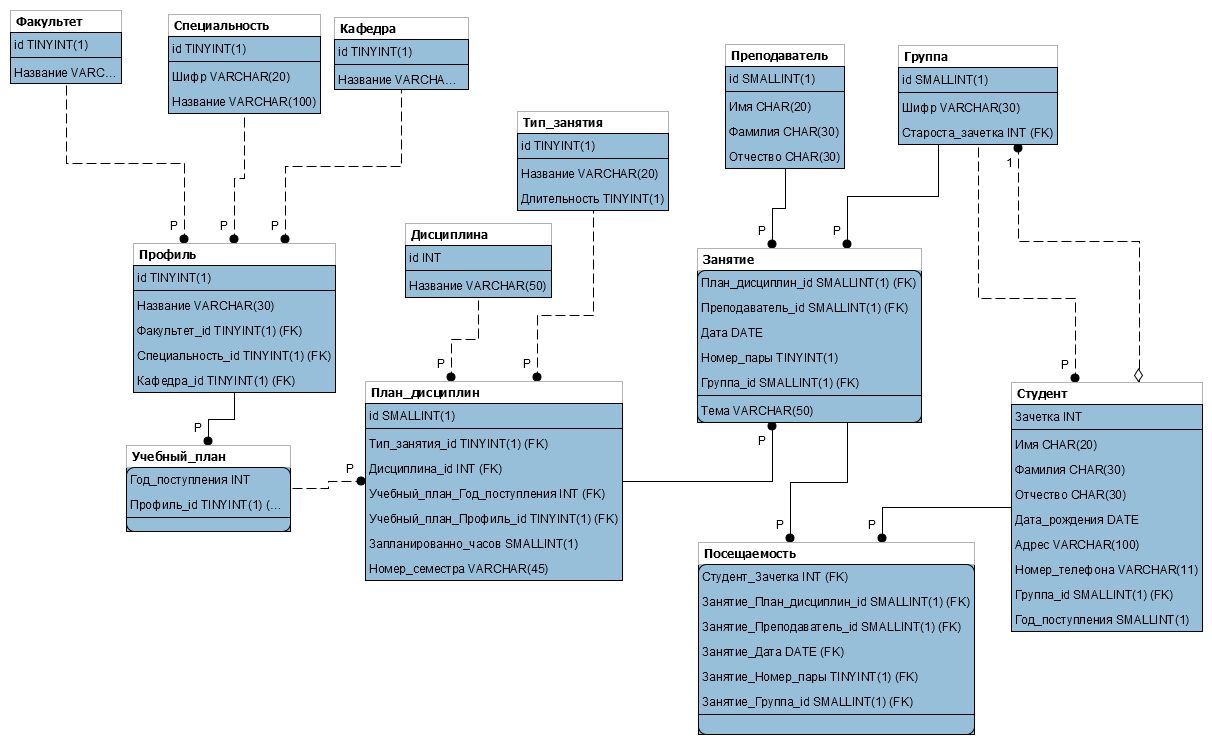 Факультет
id TINYINT(1)
Название VARC...
Специальность
id TINYINT(1)
Шифр VARCHAR(20)
Название VARCHAR(100)
Кафедра
id TINYINT(1)
Название VARCHA...
Тип_занятия
id TINYINT(1)
Название VARCHAR(20)
Длительность TINYINT(1)
Преподаватель
id SMALLINT(1)
Имя CHAR(20)
Фамилия CHAR(30)
Отчество CHAR(30)
Группа
id SMALLINT(1)
Шифр VARCHAR(30)
Староста_зачетка INT (FK)
1
P
P
P
P
P
Дисциплина
id INT
Название VARCHAR(50)
Профиль
id TINYINT(1)
Название VARCHAR(30)
Факультет_id TINYINT(1) (FK)
Специальность_id TINYINT(1) (FK)
Кафедра_id TINYINT(1) (FK)
Занятие
План_дисциплин_id SMALLINT(1) (FK)
Преподаватель_id SMALLINT(1) (FK)
Дата DATE
Номер_пары TINYINT(1)
Группа_id SMALLINT(1) (FK)
Тема VARCHAR(50)
P
P
P
План_дисциплин
id SMALLINT(1)
Тип_занятия_id TINYINT(1) (FK)
Дисциплина_id INT (FK)
Учебный_план_Год_поступления INT (FK)
Учебный_план_Профиль_id TINYINT(1) (FK)
Запланированно_часов SMALLINT(1)
Номер_семестра VARCHAR(45)
Студент
Зачетка INT
Имя CHAR(20)
Фамилия CHAR(30)
Отчество CHAR(30)
Дата_рождения DATE
Адрес VARCHAR(100)
Номер_телефона VARCHAR(11)
Группа_id SMALLINT(1) (FK)
Год_поступления SMALLINT(1)
P
P
P
Учебный_план
Год_поступления INT
Профиль_id TINYINT(1) (...
P
P
Посещаемость
Студент_Зачетка INT (FK)
Занятие_План_дисциплин_id SMALLINT(1) (FK)
Занятие_Преподаватель_id SMALLINT(1) (FK)
Занятие_Дата DATE (FK)
Занятие_Номер_пары TINYINT(1) (FK)
Занятие_Группа_id SMALLINT(1) (FK)